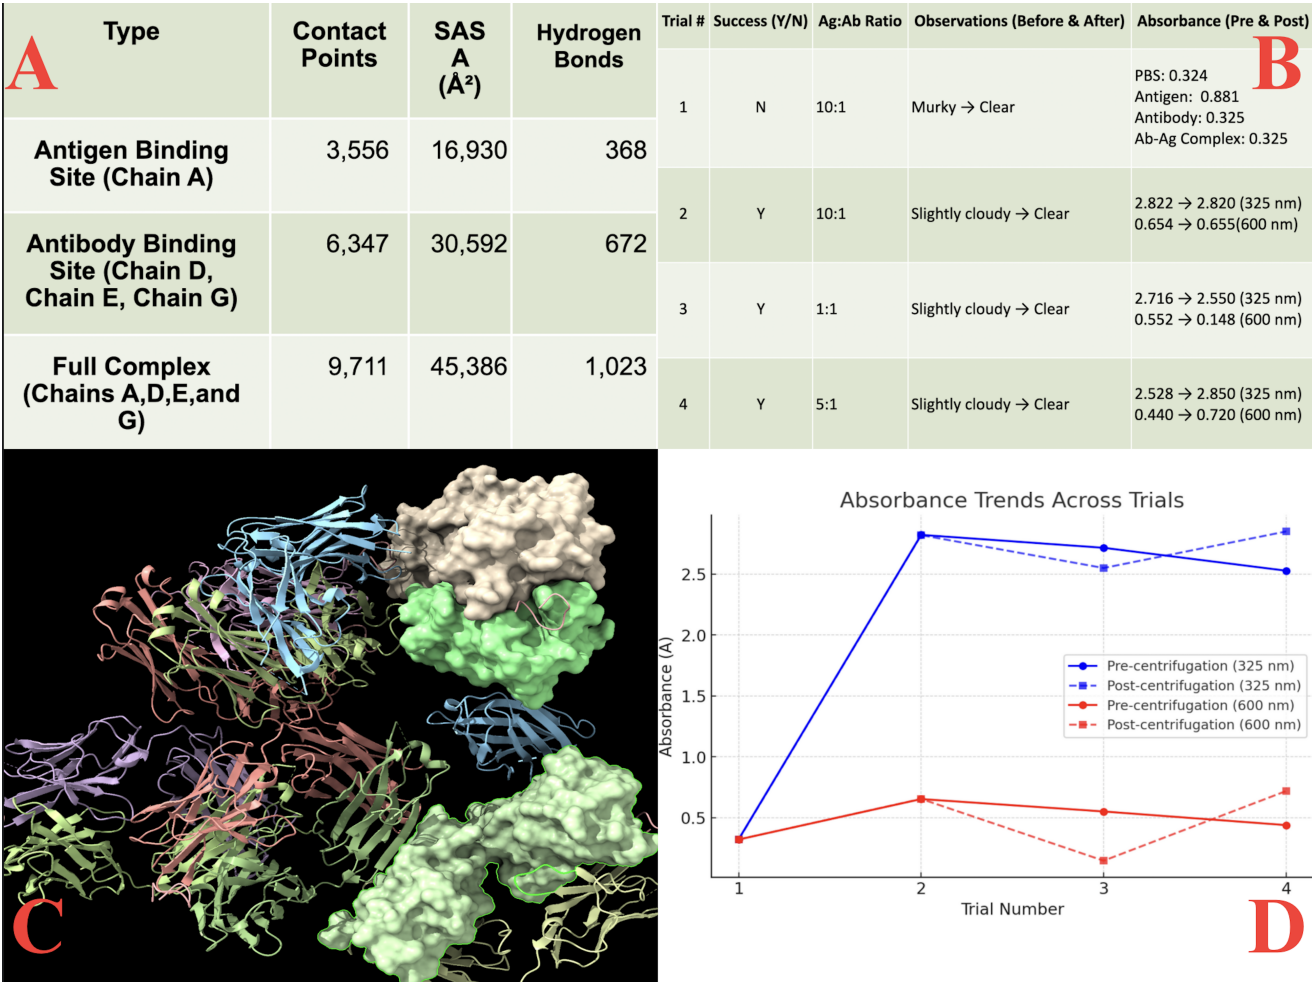 A
Type
Contact
Points
SAS
A
(Å²)
Hydrogen
Bonds
Antigen Binding
Site (Chain A)
3,556
16,930
368
Antibody Binding
Site (Chain D,
Chain E, Chain G)
6,347
30,592
672
Full Complex
(Chains A,D,E,and
G)
9,711
45,386
1,023
B
Trial #
Success (Y/N)
Ag:Ab Ratio
Observations (Before & After)
Absorbance (Pre & Post)
1
N
10:1
Murky → Clear
PBS: 0.324
Antigen: 0.881
Antibody: 0.325
Ab-Ag Complex: 0.325
2
Y
10:1
Slightly cloudy → Clear
2.822 → 2.820 (325 nm)
0.654 → 0.655(600 nm)
3
Y
1:1
Slightly cloudy → Clear
2.716 → 2.550 (325 nm)
0.552 → 0.148 (600 nm)
4
Y
5:1
Slightly cloudy → Clear
2.528 → 2.850 (325 nm)
0.440 → 0.720 (600 nm)
C
Absorbance Trends Across Trials
Absorbance (A)
2.5
2.0
1.5
1.0
0.5
Pre-centrifugation (325 nm)
Post-centrifugation (325 nm)
Pre-centrifugation (600 nm)
Post-centrifugation (600 nm)
1
2
3
4
Trial Number
D